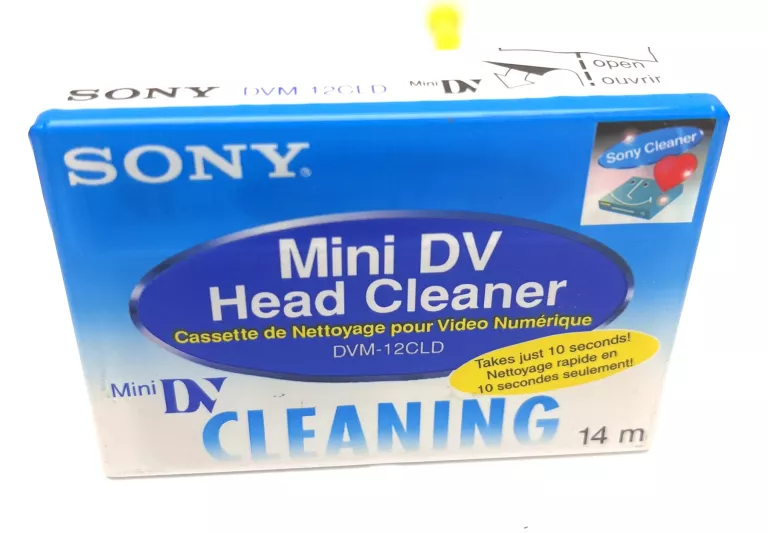 SONY DVM-12CLD Mini DV
open
ouvrir
SONY®
Sony Cleaner
Mini DV
Head Cleaner
Cassette de Nettoyage pour Video Numérique
DVM-12CLD
Takes just 10 seconds!
Nettoyage rapide en
10 secondes seulement!
Mini DV
CLEANING
14 m